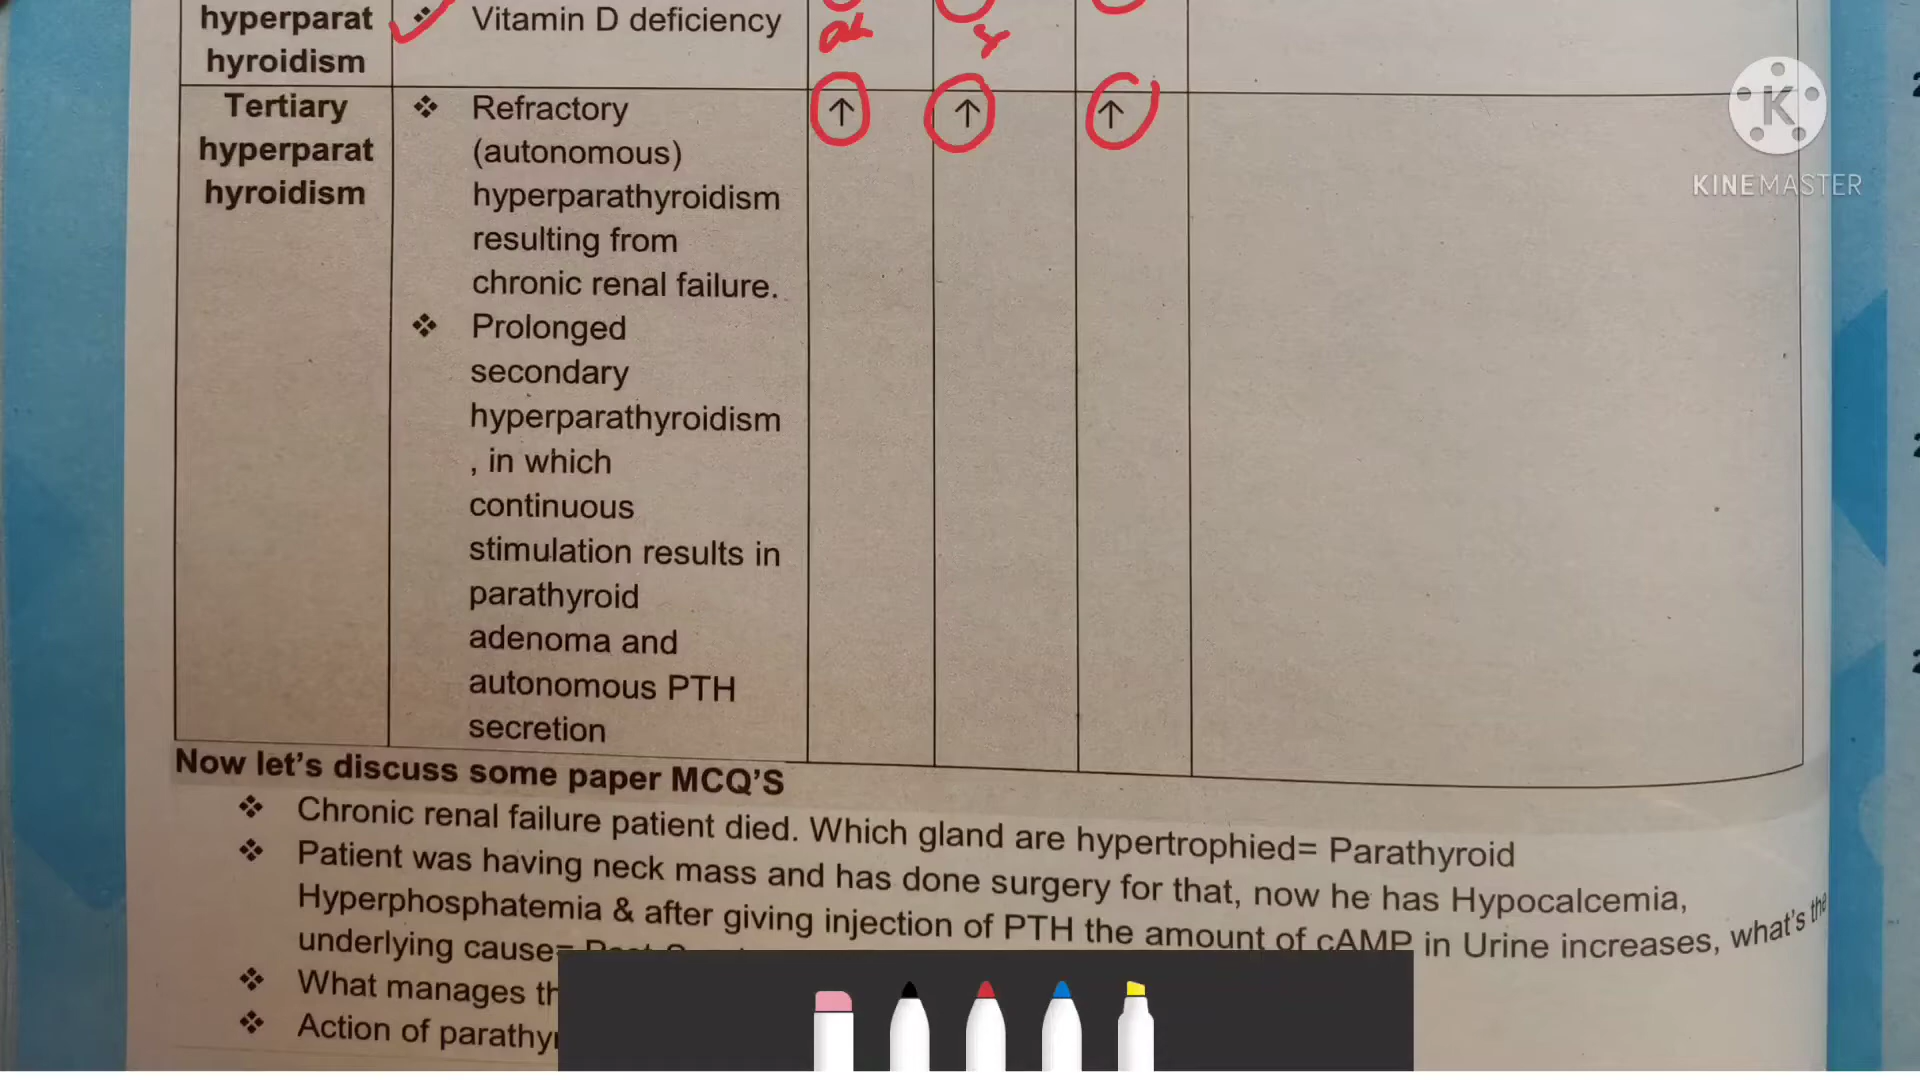 hyperparat
hyroidism
❖ Vitamin D deficiency
Tertiary
hyperparat
hyroidism
❖ Refractory
(autonomous)
hyperparathyroidism
resulting from
chronic renal failure.
❖ Prolonged
secondary
hyperparathyroidism
, in which
continuous
stimulation results in
parathyroid
adenoma and
autonomous PTH
secretion
↑ ↑ ↑
K
KINEMASTER
Now let's discuss some paper MCQ'S
❖ Chronic renal failure patient died. Which gland are hypertrophied= Parathyroid
❖ Patient was having neck mass and has done surgery for that, now he has Hypocalcemia,
Hyperphosphatemia & after giving injection of PTH the amount of cAMP in Urine increases, what's the
underlying cause=
❖ What manages
❖ Action of